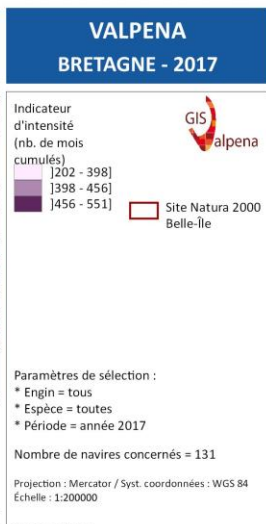 VALPENA
BRETAGNE - 2017
Indicateur
d'intensité
(nb. de mois
cumulés)
]202 - 398]
]398 - 456]
]456 - 551]
GIS
valpena
Site Natura 2000
Belle-Île
Paramètres de sélection :
* Engin = tous
* Espèce = toutes
* Période = année 2017
Nombre de navires concernés = 131
Projection : Mercator / Syst. coordonnées : WGS 84
Échelle : 1:200000